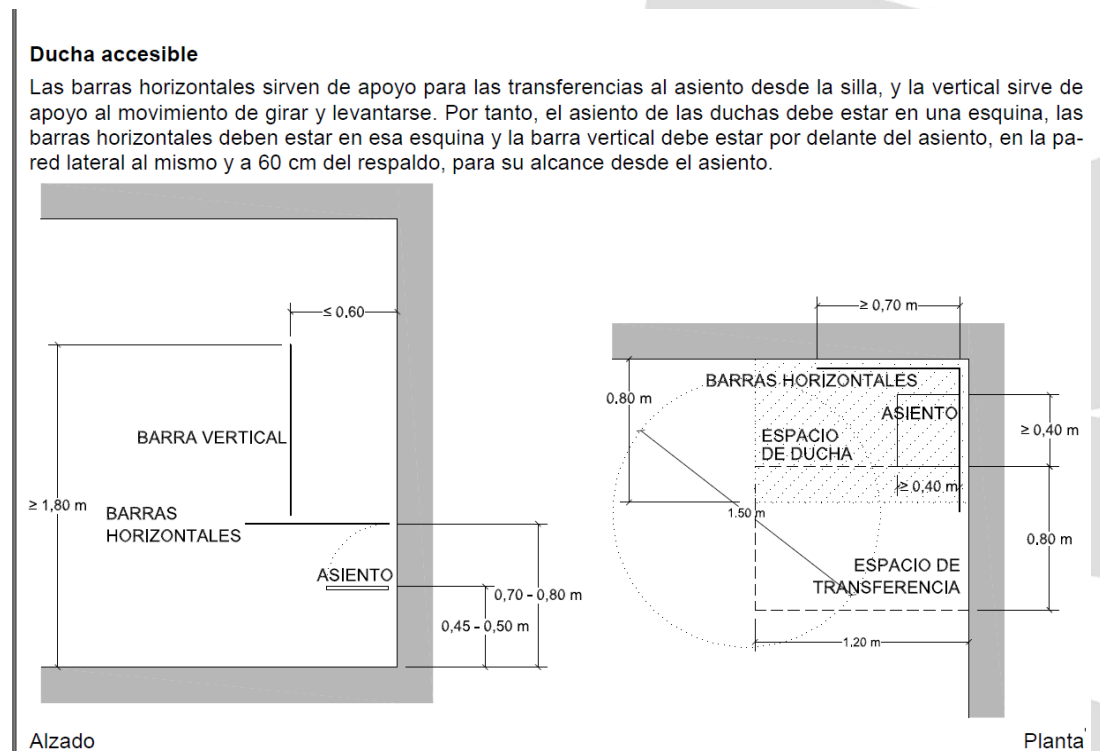 Ducha accesible
Las barras horizontales sirven de apoyo para las transferencias al asiento desde la silla, y la vertical sirve de
apoyo al movimiento de girar y levantarse. Por tanto, el asiento de las duchas debe estar en una esquina, las
barras horizontales deben estar en esa esquina y la barra vertical debe estar por delante del asiento, en la pa-
red lateral al mismo y a 60 cm del respaldo, para su alcance desde el asiento.
≤ 0.60
BARRA VERTICAL
≥ 1,80 m
BARRAS
HORIZONTALES
ASIENTO
0,70 - 0,80 m
0,45 - 0,50 m
Alzado
≥ 0,70 m
BARRAS HORIZONTALES
0.80 m
ASIENTO
≥ 0,40 m
ESPACIO
DE DUCHA
≥ 0,40 m
1.50 m
0,80 m
ESPACIO DE
TRANSFERENCIA
1,20 m
Planta